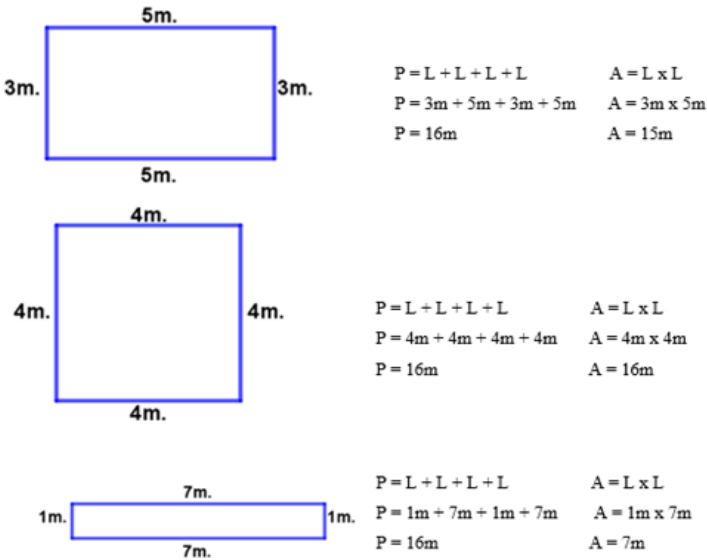 5m.
3m. 3m.
5m.
P = L + L + L + L A = L x L
P = 3m + 5m + 3m + 5m A = 3m x 5m
P = 16m A = 15m
4m.
4m. 4m.
4m.
P = L + L + L + L A = L x L
P = 4m + 4m + 4m + 4m A = 4m x 4m
P = 16m A = 16m
7m.
1m. 1m.
7m.
P = L + L + L + L A = L x L
P = 1m + 7m + 1m + 7m A = 1m x 7m
P = 16m A = 7m